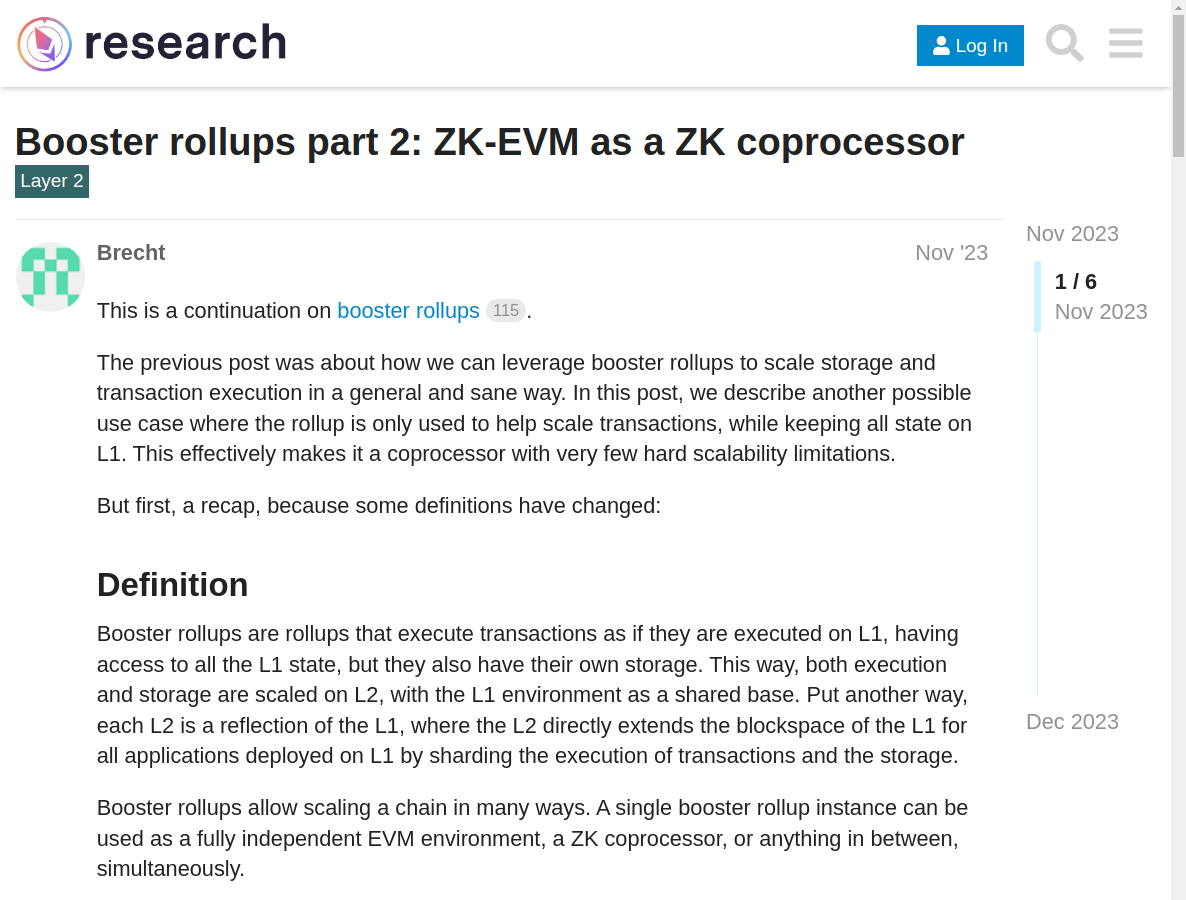 research
Log In
Booster rollups part 2: ZK-EVM as a ZK coprocessor
Layer 2
Brecht
Nov '23
Nov 2023
1 / 6
Nov 2023
Dec 2023
This is a continuation on booster rollups 115.
The previous post was about how we can leverage booster rollups to scale storage and
transaction execution in a general and sane way. In this post, we describe another possible
use case where the rollup is only used to help scale transactions, while keeping all state on
L1. This effectively makes it a coprocessor with very few hard scalability limitations.
But first, a recap, because some definitions have changed:
Definition
Booster rollups are rollups that execute transactions as if they are executed on L1, having
access to all the L1 state, but they also have their own storage. This way, both execution
and storage are scaled on L2, with the L1 environment as a shared base. Put another way,
each L2 is a reflection of the L1, where the L2 directly extends the blockspace of the L1 for
all applications deployed on L1 by sharding the execution of transactions and the storage.
Booster rollups allow scaling a chain in many ways. A single booster rollup instance can be
used as a fully independent EVM environment, a ZK coprocessor, or anything in between,
simultaneously.